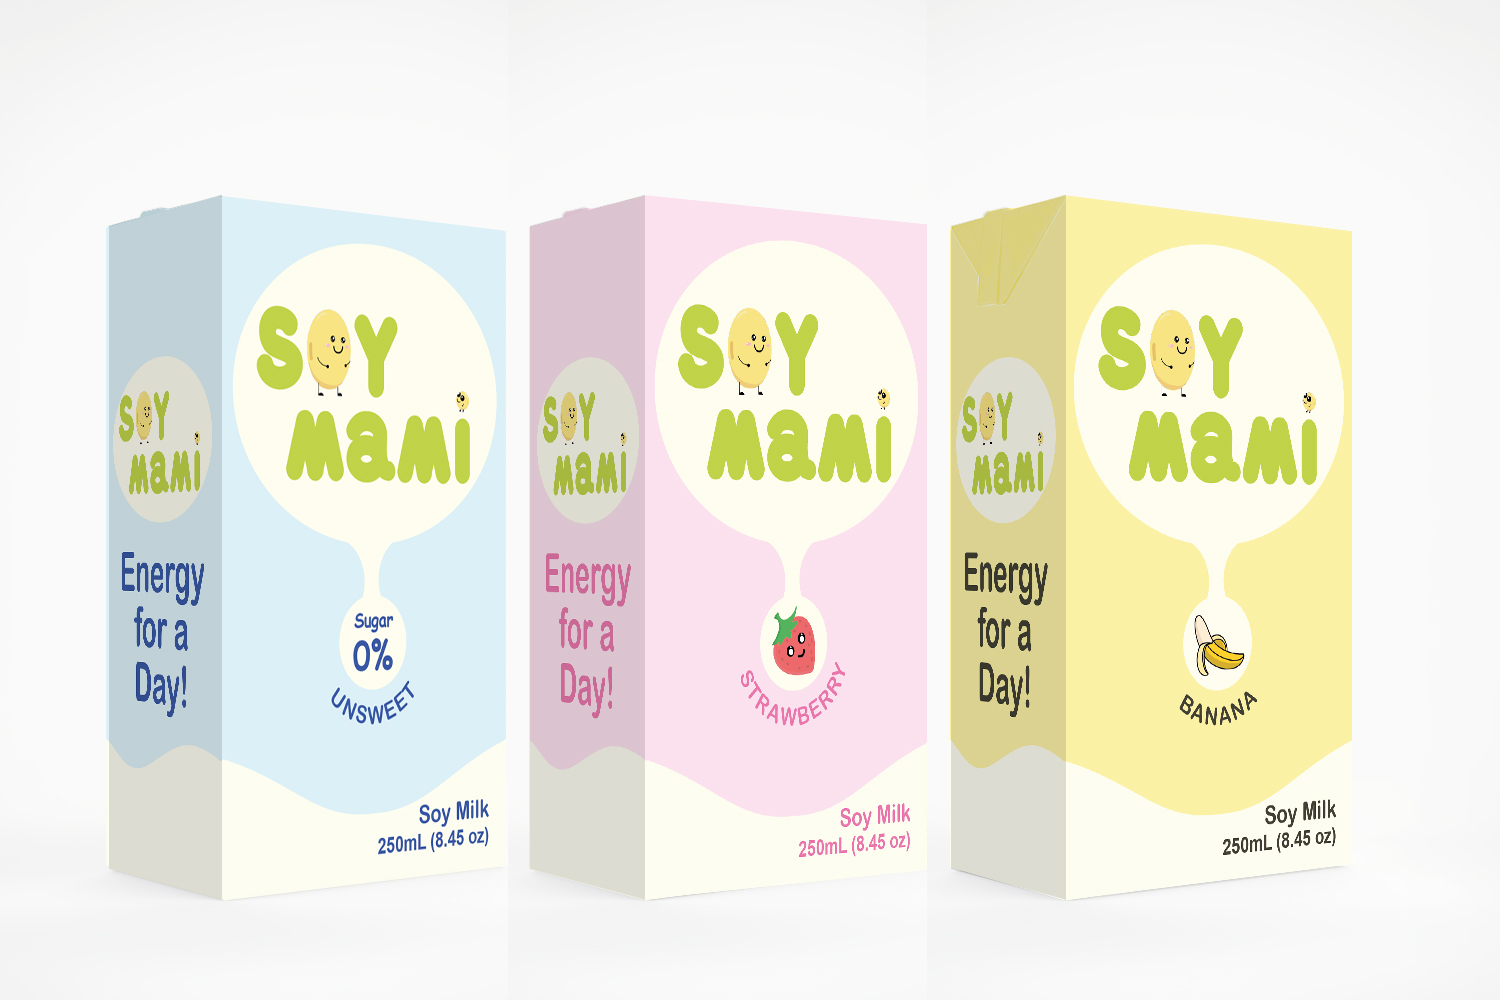 SOY
mami
Energy
for a
Day!
SOY
mami
Sugar
0%
UNSWEET
Soy Milk
250mL (8.45 oz)
SOY
mami
Energy
for a
Day!
SOY
mami
STRAWBERRY
Soy Milk
250mL (8.45 oz)
SOY
mami
Energy
for a
Day!
SOY
mami
BANANA
Soy Milk
250mL (8.45 oz)